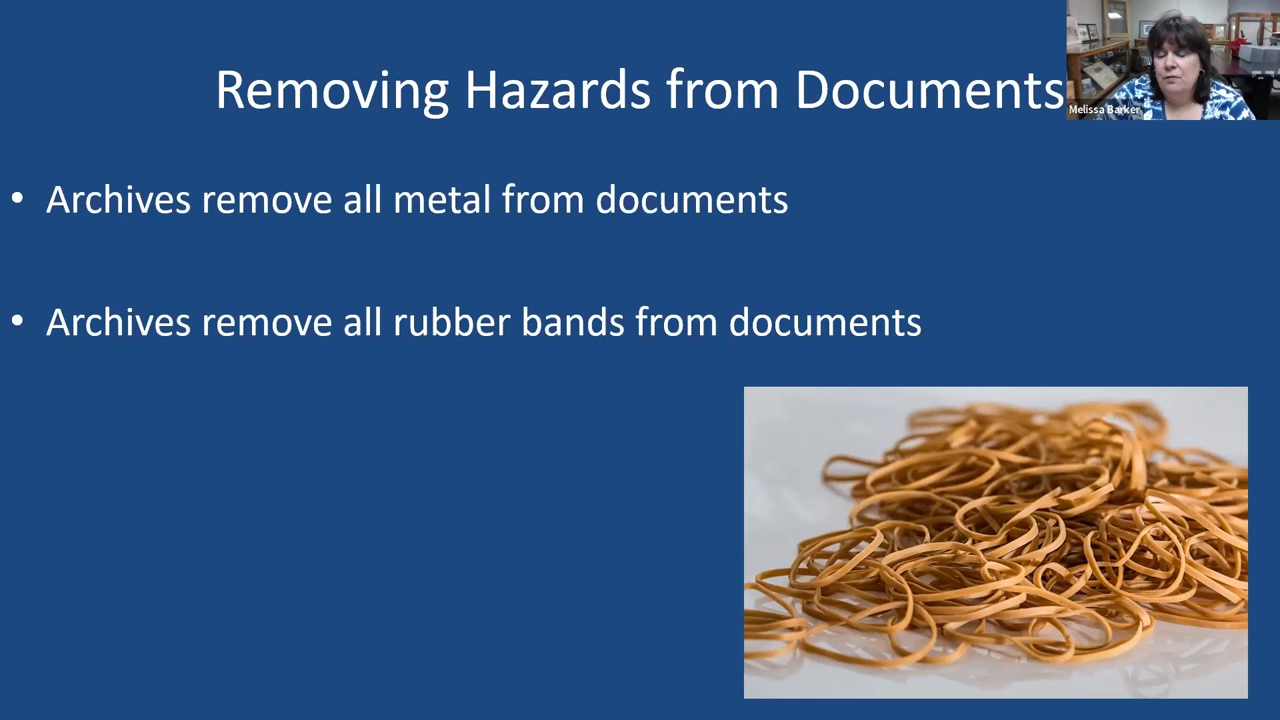 Removing Hazards from Documents
Melissa Barker
• Archives remove all metal from documents
• Archives remove all rubber bands from documents